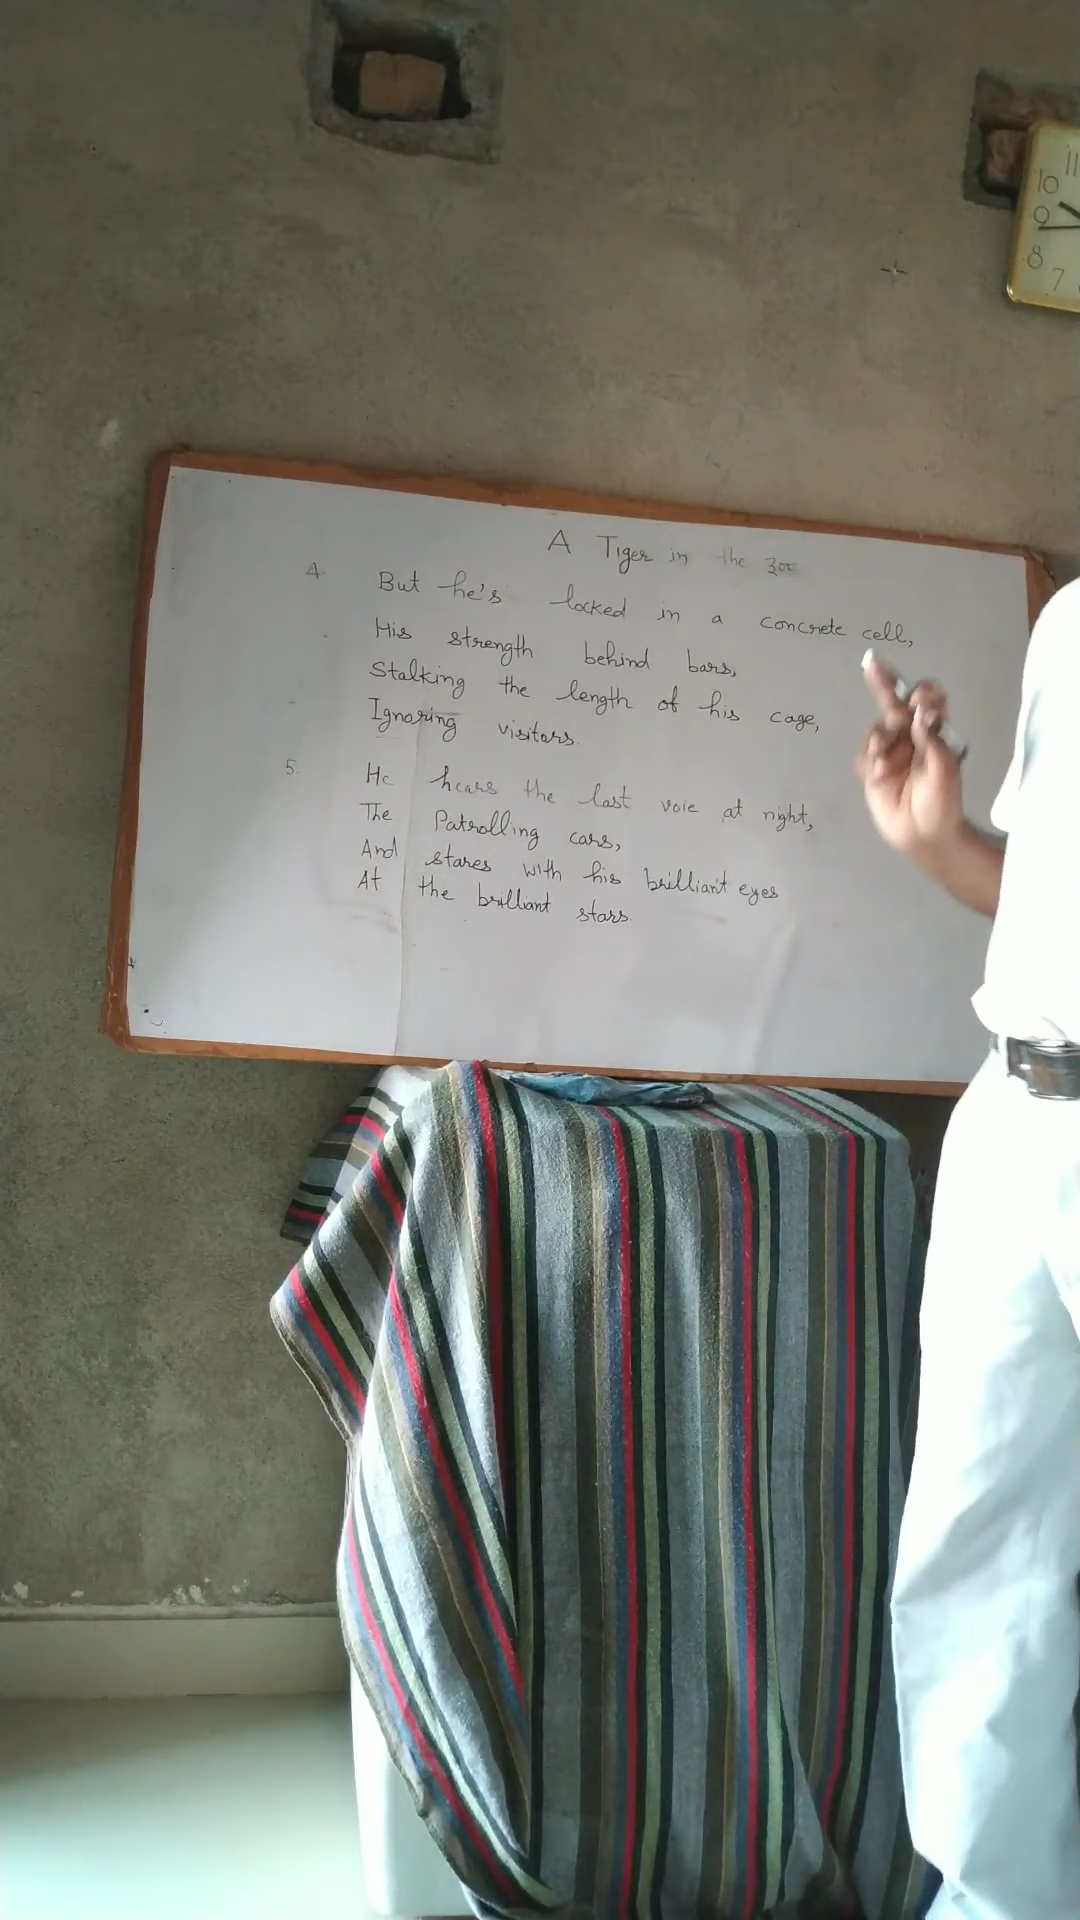 A Tiger in the zoo
4. But he's locked in a concrete cell,
His strength behind bars,
Stalking the length of his cage,
Ignoring visitors.
5. He hears the last voie at night,
The Patrolling cars,
And stares with his brilliant eyes
At the brilliant stars.
11
10
9
8
7